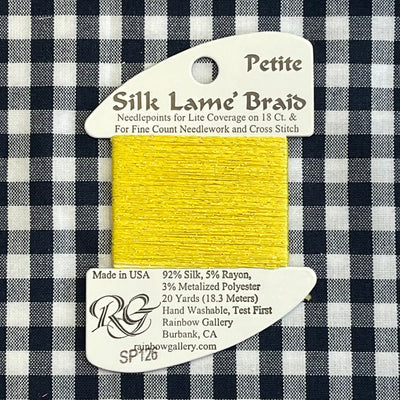 Petite
Silk Lame' Braid
Needlepoints for Lite Coverage on 18 Ct. &
For Fine Count Needlework and Cross Stitch
Made in USA
92% Silk, 5% Rayon,
3% Metalized Polyester
20 Yards (18.3 Meters)
Hand Washable, Test First
Rainbow Gallery
Burbank, CA
rainbowgallery.com
RG
SP126